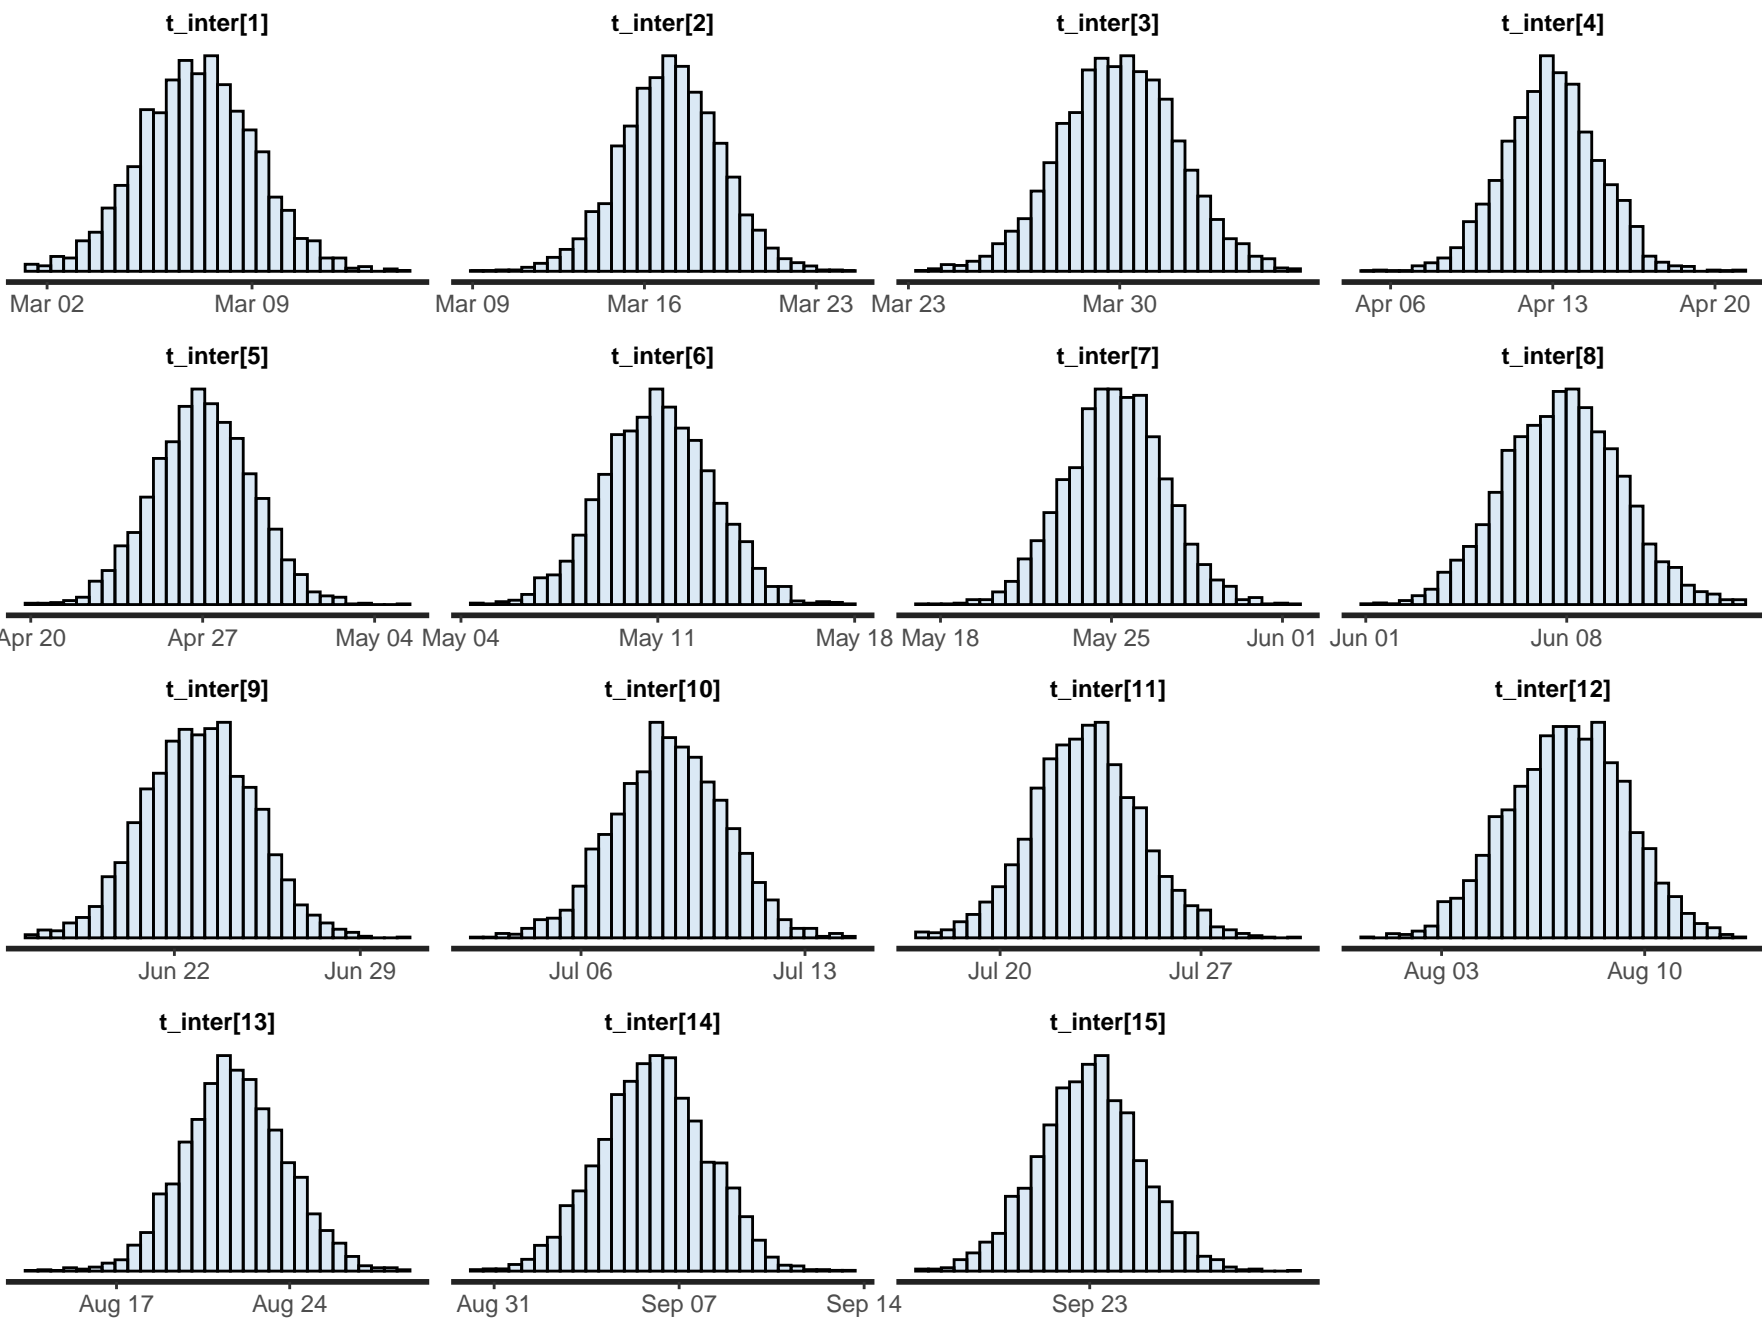 t_inter[1] t_inter[2] t_inter[3] t_inter[4]
Mar 02 Mar 09 Mar 09 Mar 16 Mar 23 Mar 23 Mar 30 Apr 06 Apr 13 Apr 20
t_inter[5] t_inter[6] t_inter[7] t_inter[8]
Apr 20 Apr 27 May 04 May 04 May 11 May 18 May 18 May 25 Jun 01 Jun 01 Jun 08
t_inter[9] t_inter[10] t_inter[11] t_inter[12]
Jun 22 Jun 29 Jul 06 Jul 13 Jul 20 Jul 27 Aug 03 Aug 10
t_inter[13] t_inter[14] t_inter[15]
Aug 17 Aug 24 Aug 31 Sep 07 Sep 14 Sep 23